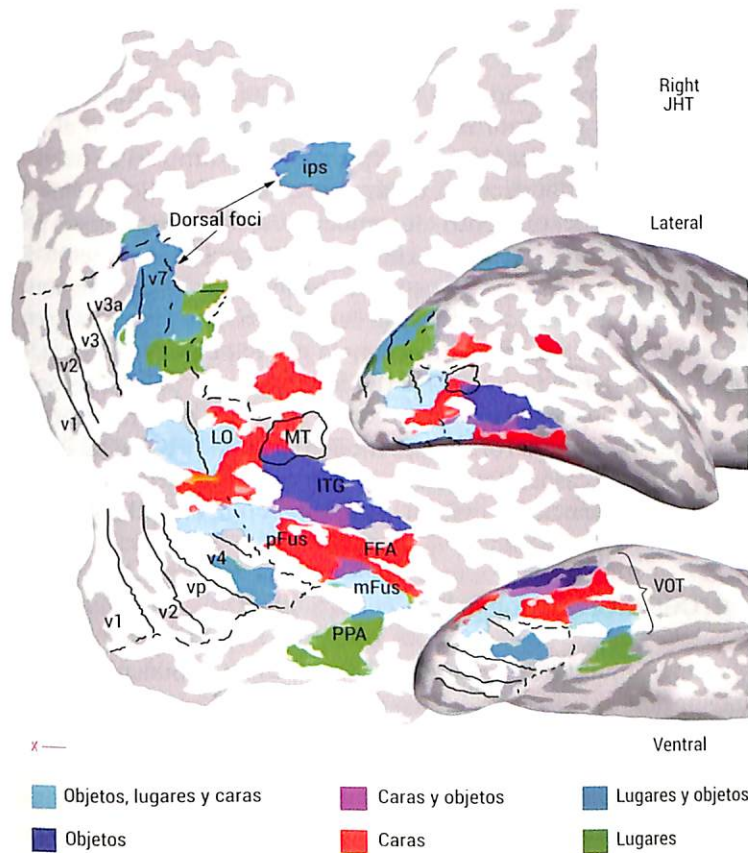 Right
JHT
ips
Dorsal foci
Lateral
v7
v3a
v3
v2
v1
LO
MT
ITG
pFus
FFA
v4
vp
mFus
v2
v1
PPA
VOT
x
Ventral
Objetos, lugares y caras
Caras y objetos
Lugares y objetos
Objetos
Caras
Lugares